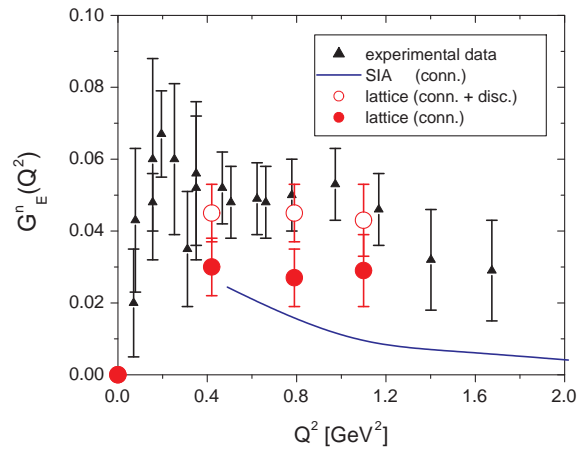 0.10
0.08
0.06
0.04
0.02
0.00
G^n_E(Q^2)
experimental data
SIA (conn.)
lattice (conn. + disc.)
lattice (conn.)
0.0 0.4 0.8 1.2 1.6 2.0
Q^2 [GeV^2]